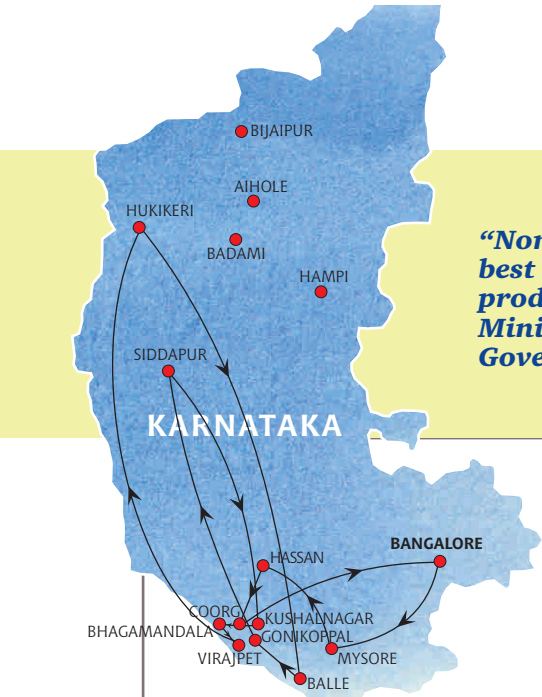 BIJAIPUR
AIHOLE
HUKIKERI
BADAMI
HAMPI
best
prod
Mini
Gove
SIDDAPUR
KARNATAKA
BANGALORE
HASSAN
COORG
KUSHALNAGAR
BHAGAMANDALA
GONIKOPPAL
VIRAJPET
MYSORE
BALLE